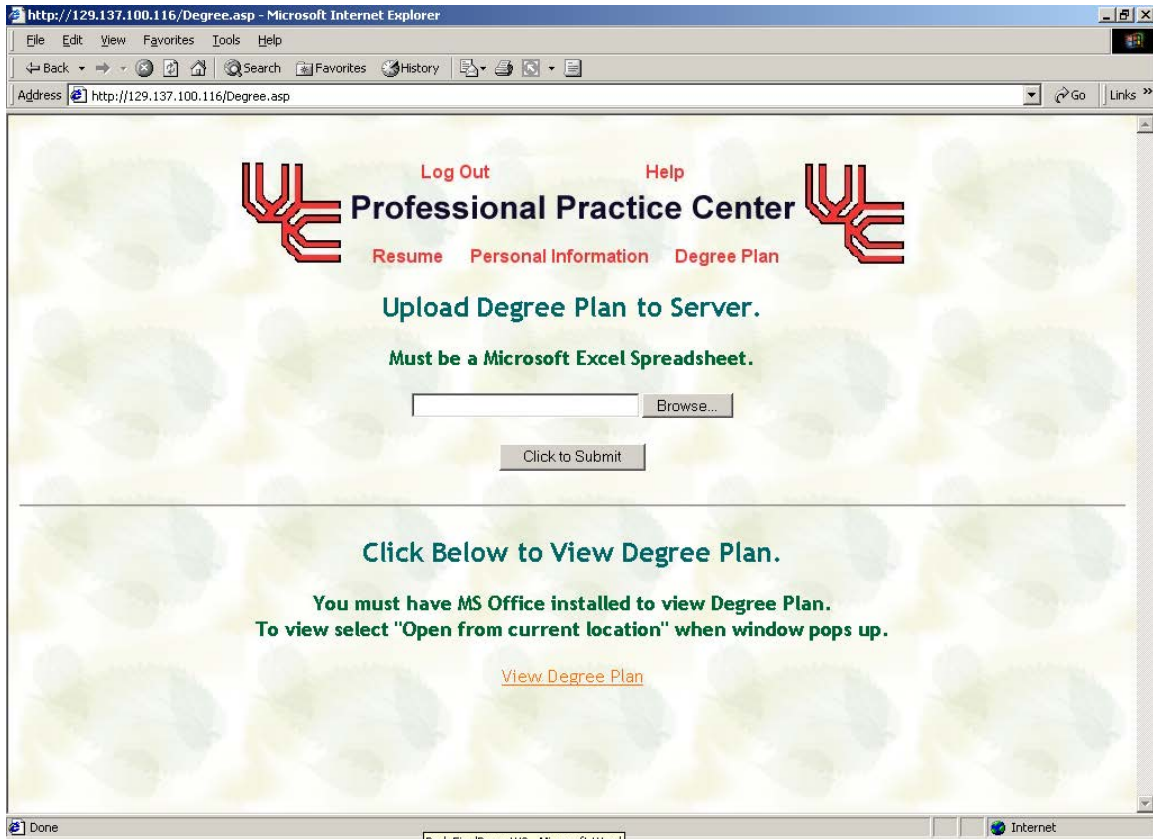 http://129.137.100.116/Degree.asp - Microsoft Internet Explorer
File Edit View Favorites Tools Help
Back Search Favorites History
Address http://129.137.100.116/Degree.asp Go Links »
Log Out Help
UC Professional Practice Center UC
Resume Personal Information Degree Plan
Upload Degree Plan to Server.
Must be a Microsoft Excel Spreadsheet.
Browse...
Click to Submit
Click Below to View Degree Plan.
You must have MS Office installed to view Degree Plan.
To view select "Open from current location" when window pops up.
View Degree Plan
Done Internet